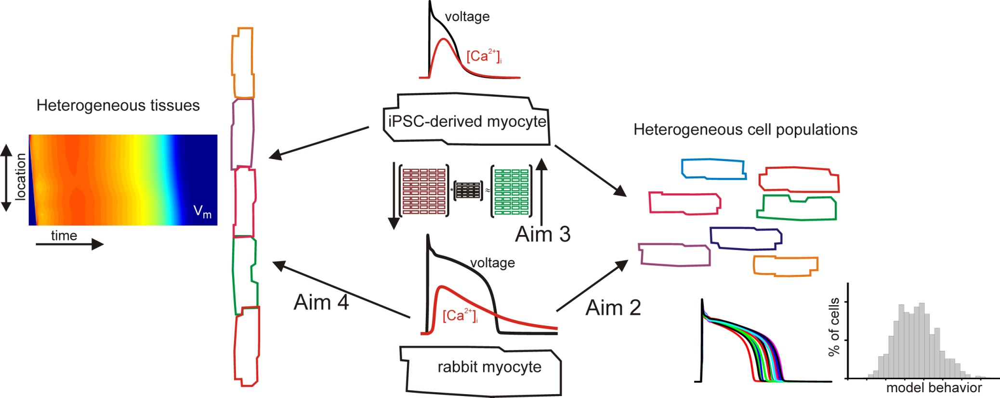 voltage
[Ca2+]i
Heterogeneous tissues
iPSC-derived myocyte
Heterogeneous cell populations
location
Vm
time
* ≈
Aim 3
voltage
[Ca2+]i
Aim 4
Aim 2
rabbit myocyte
% of cells
model behavior